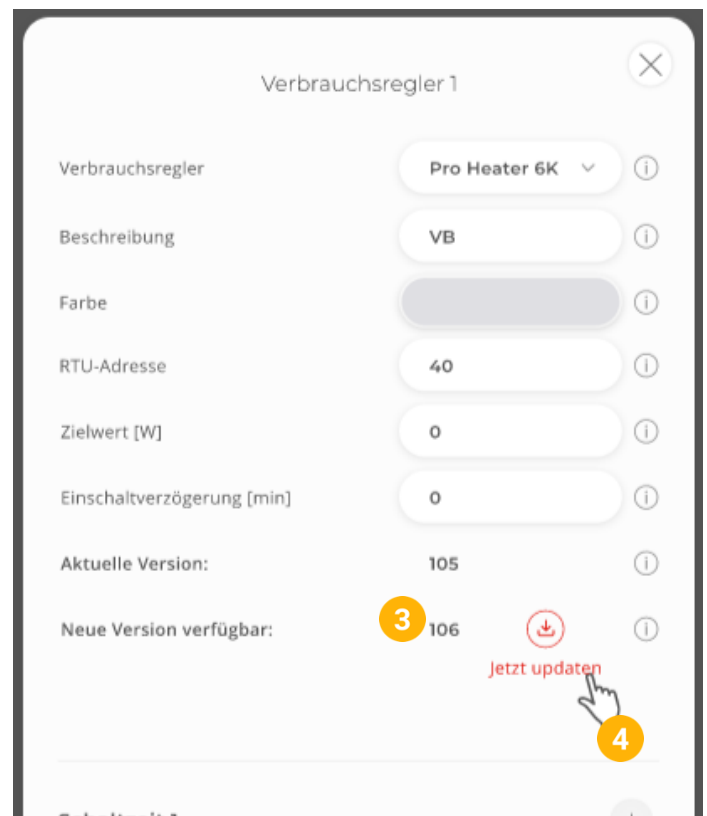 Verbrauchsregler 1
Verbrauchsregler Pro Heater 6K
Beschreibung VB
Farbe
RTU-Adresse 40
Zielwert [W] 0
Einschaltverzögerung [min] 0
Aktuelle Version: 105
Neue Version verfügbar: 3 106
Jetzt updaten
4